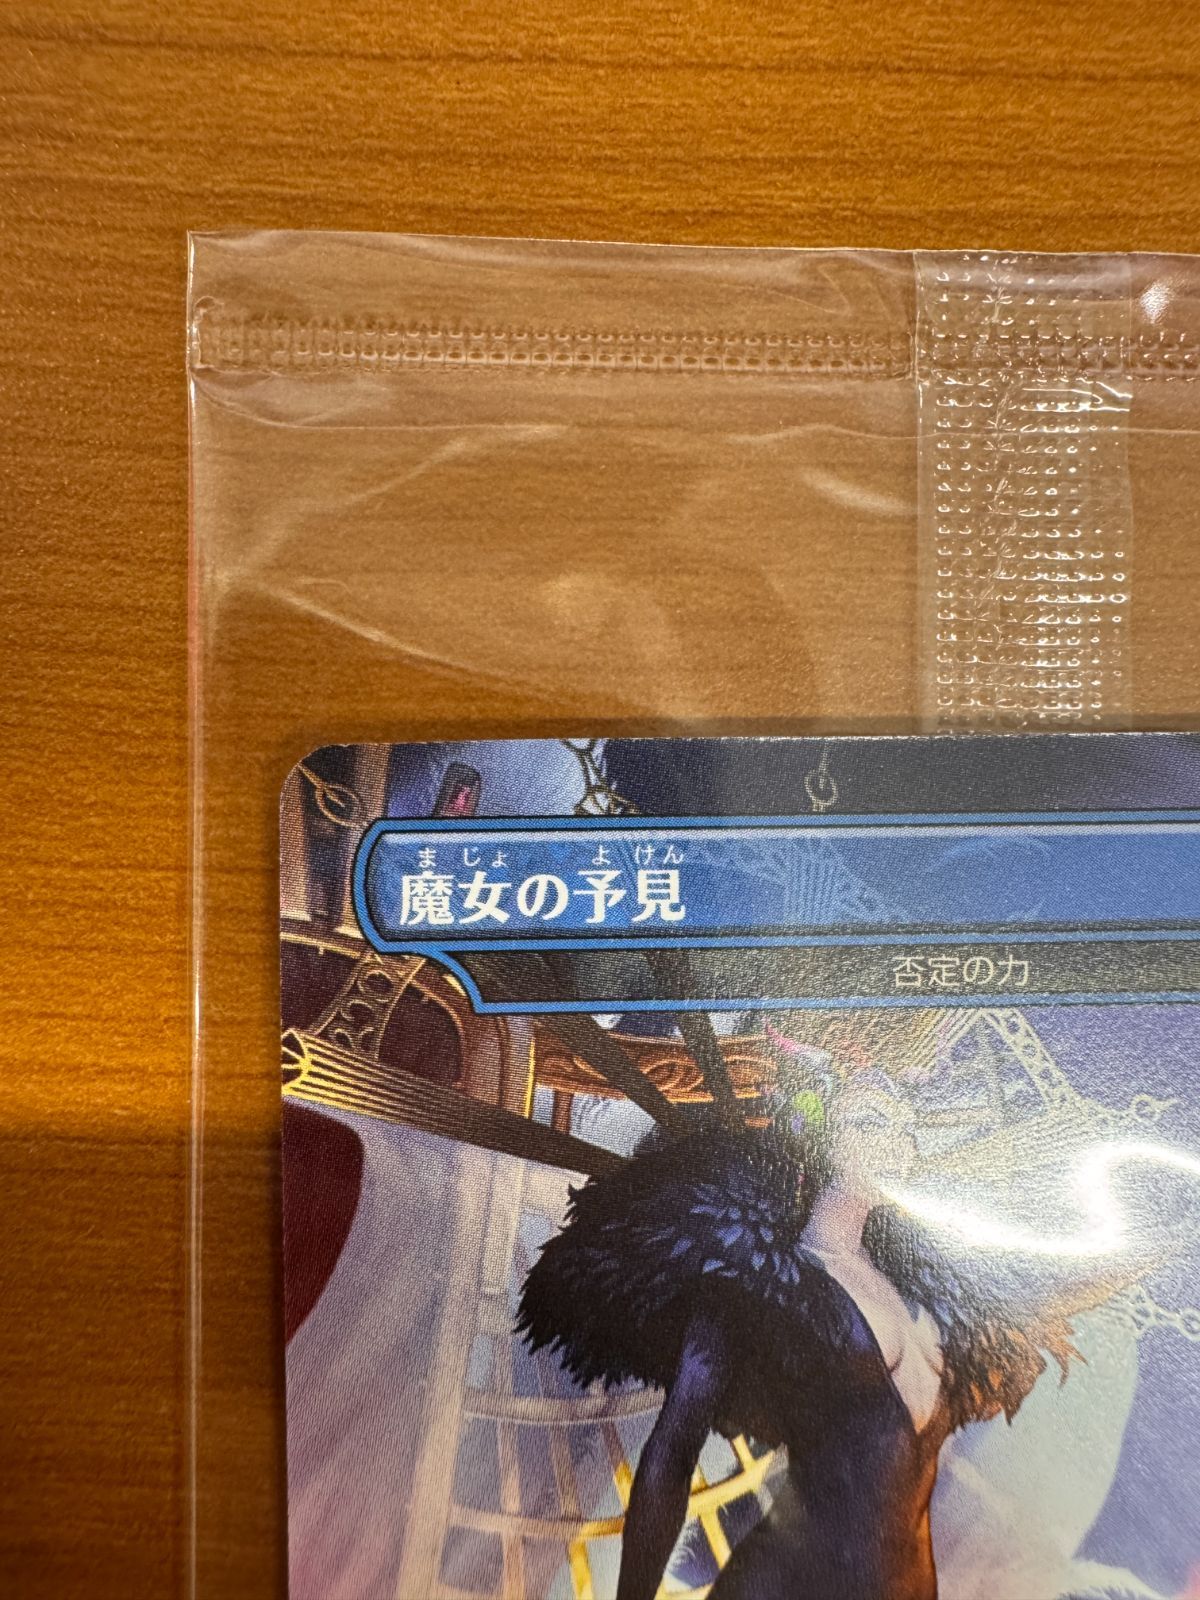 まじょ よけん
魔女の予見
否定の力